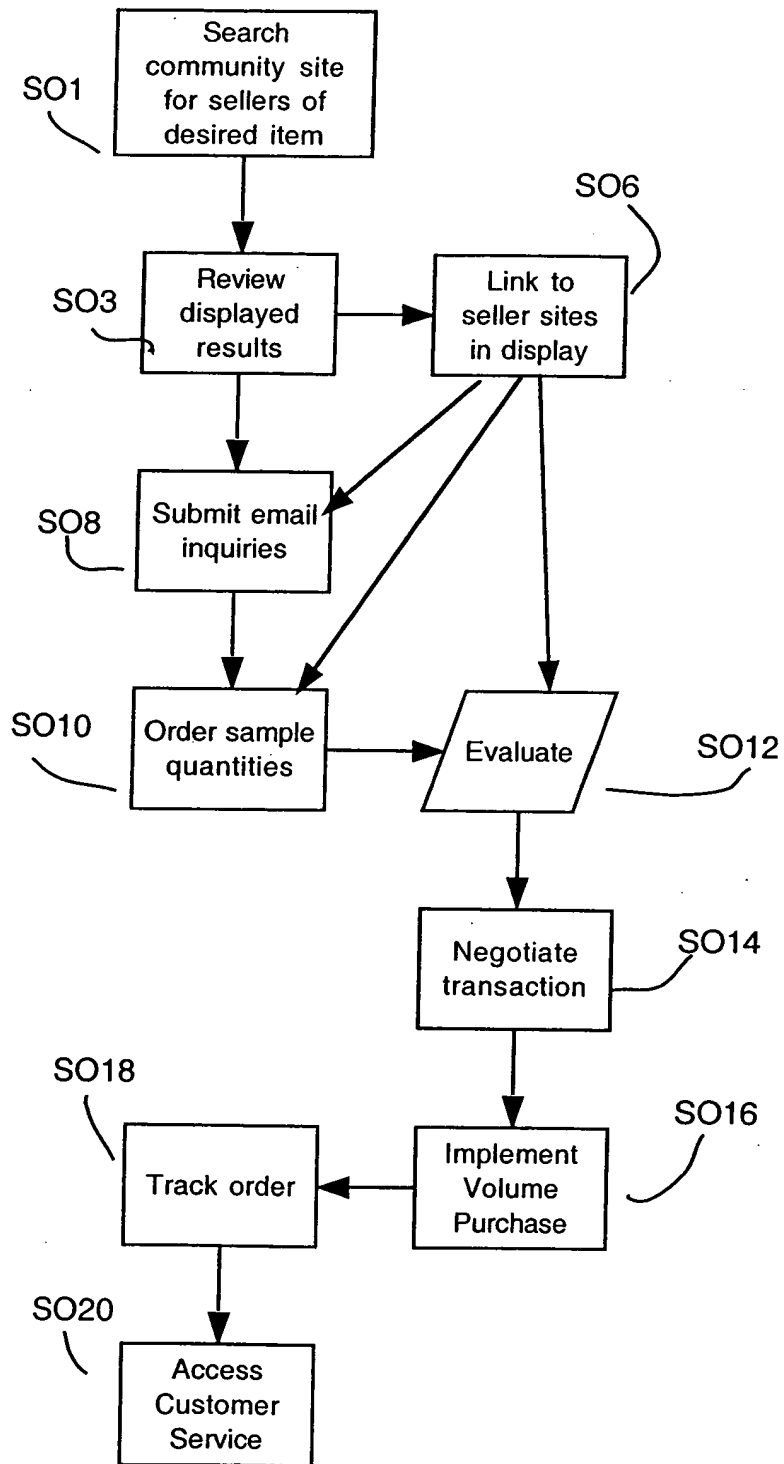 Search
community site
for sellers of
desired item
SO1
SO6
Review
displayed
results
SO3
Link to
seller sites
in display
Submit email
inquiries
SO8
Order sample
quantities
SO10
Evaluate
SO12
Negotiate
transaction
SO14
SO18
Track order
Implement
Volume
Purchase
SO16
SO20
Access
Customer
Service